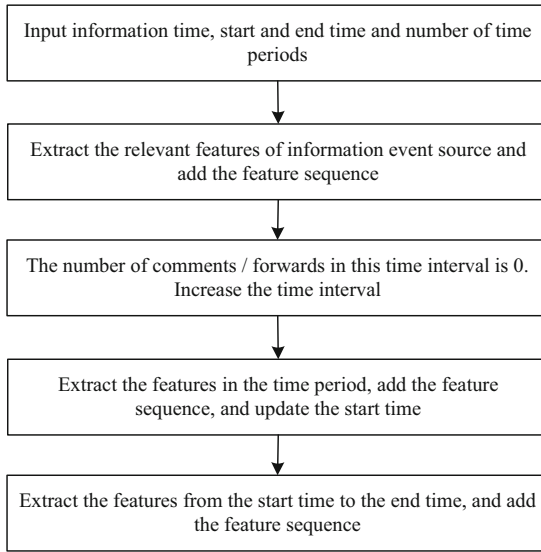 Input information time, start and end time and number of time
periods
Extract the relevant features of information event source and
add the feature sequence
The number of comments / forwards in this time interval is 0.
Increase the time interval
Extract the features in the time period, add the feature
sequence, and update the start time
Extract the features from the start time to the end time, and add
the feature sequence